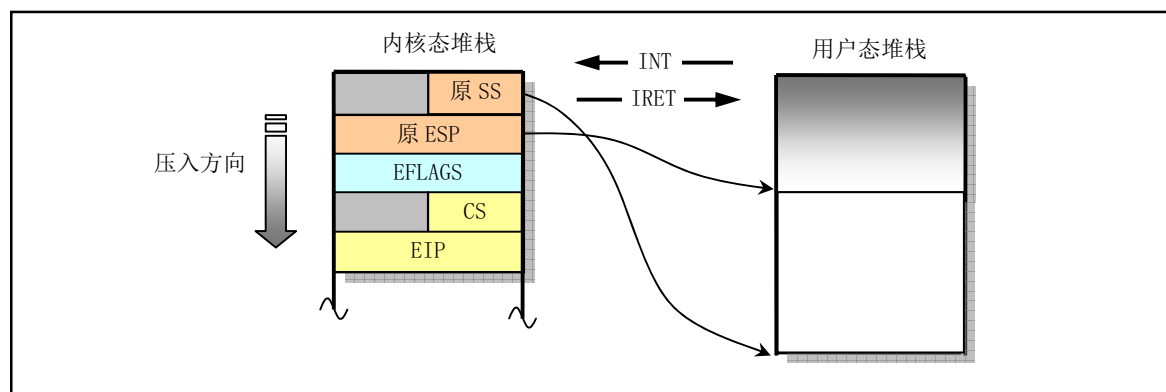 内核态堆栈
INT
用户态堆栈
原 SS
IRET
原 ESP
压入方向
EFLAGS
CS
EIP